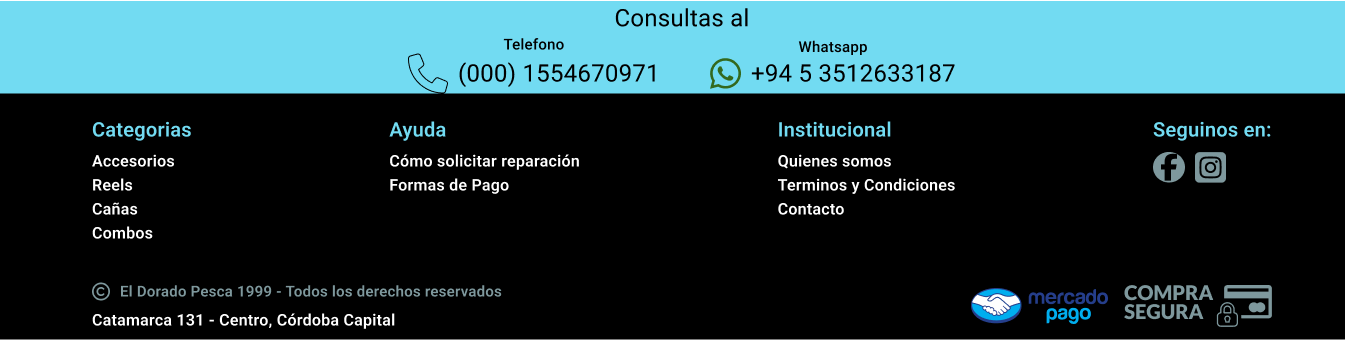 Consultas al
Telefono
(000) 1554670971
Whatsapp
+94 5 3512633187
Categorias
Accesorios
Reels
Cañas
Combos
Ayuda
Cómo solicitar reparación
Formas de Pago
Institucional
Quienes somos
Terminos y Condiciones
Contacto
Seguinos en:
© El Dorado Pesca 1999 - Todos los derechos reservados
Catamarca 131 - Centro, Córdoba Capital
mercado
pago
COMPRA
SEGURA